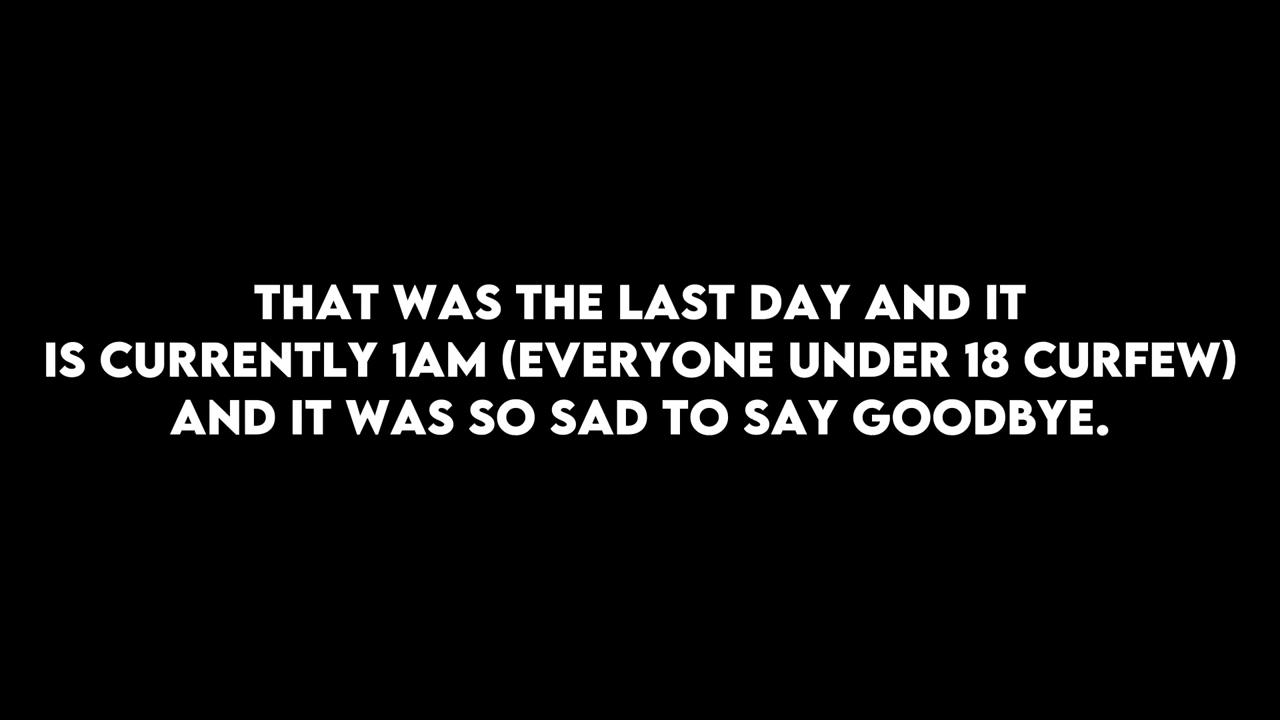 THAT WAS THE LAST DAY AND IT
IS CURRENTLY 1AM (EVERYONE UNDER 18 CURFEW)
AND IT WAS SO SAD TO SAY GOODBYE.